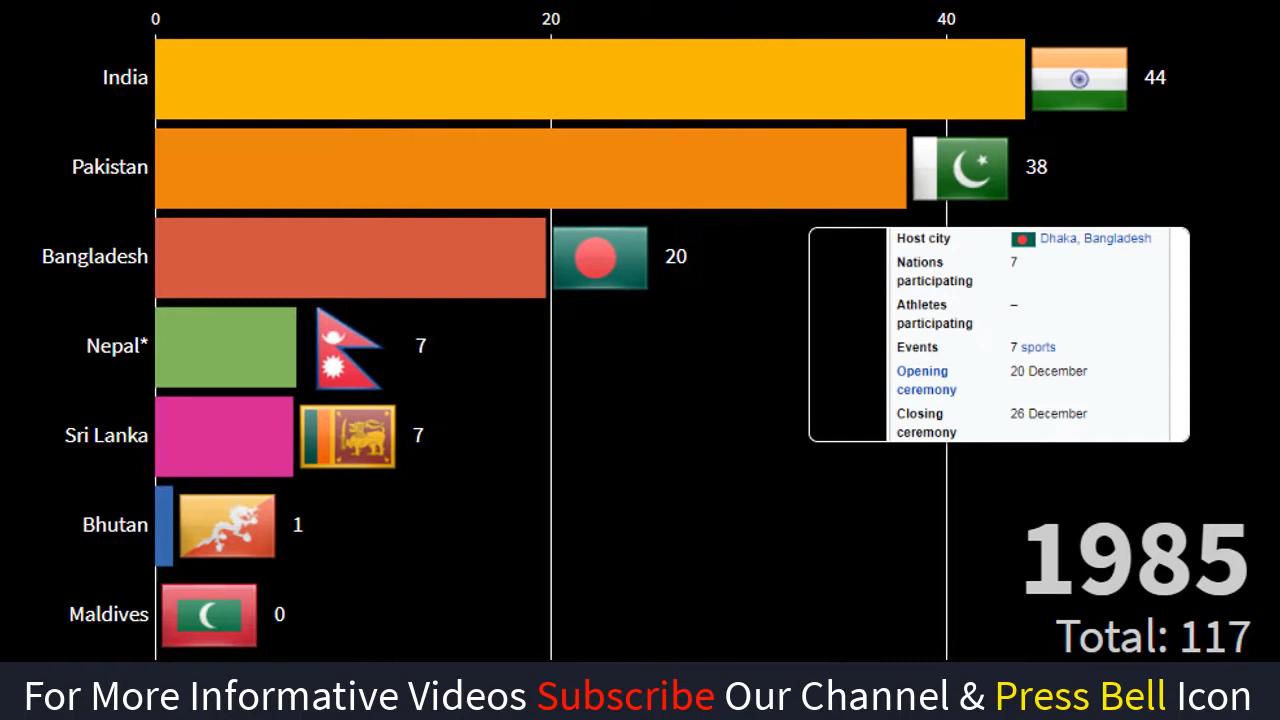 0 20 40
India 44
Pakistan 38
Bangladesh 20
Nepal* 7
Sri Lanka 7
Bhutan 1
Maldives 0
Host city Dhaka, Bangladesh
Nations 7
participating
Athletes –
participating
Events 7 sports
Opening 20 December
ceremony
Closing 26 December
ceremony
1985
Total: 117
For More Informative Videos Subscribe Our Channel & Press Bell Icon